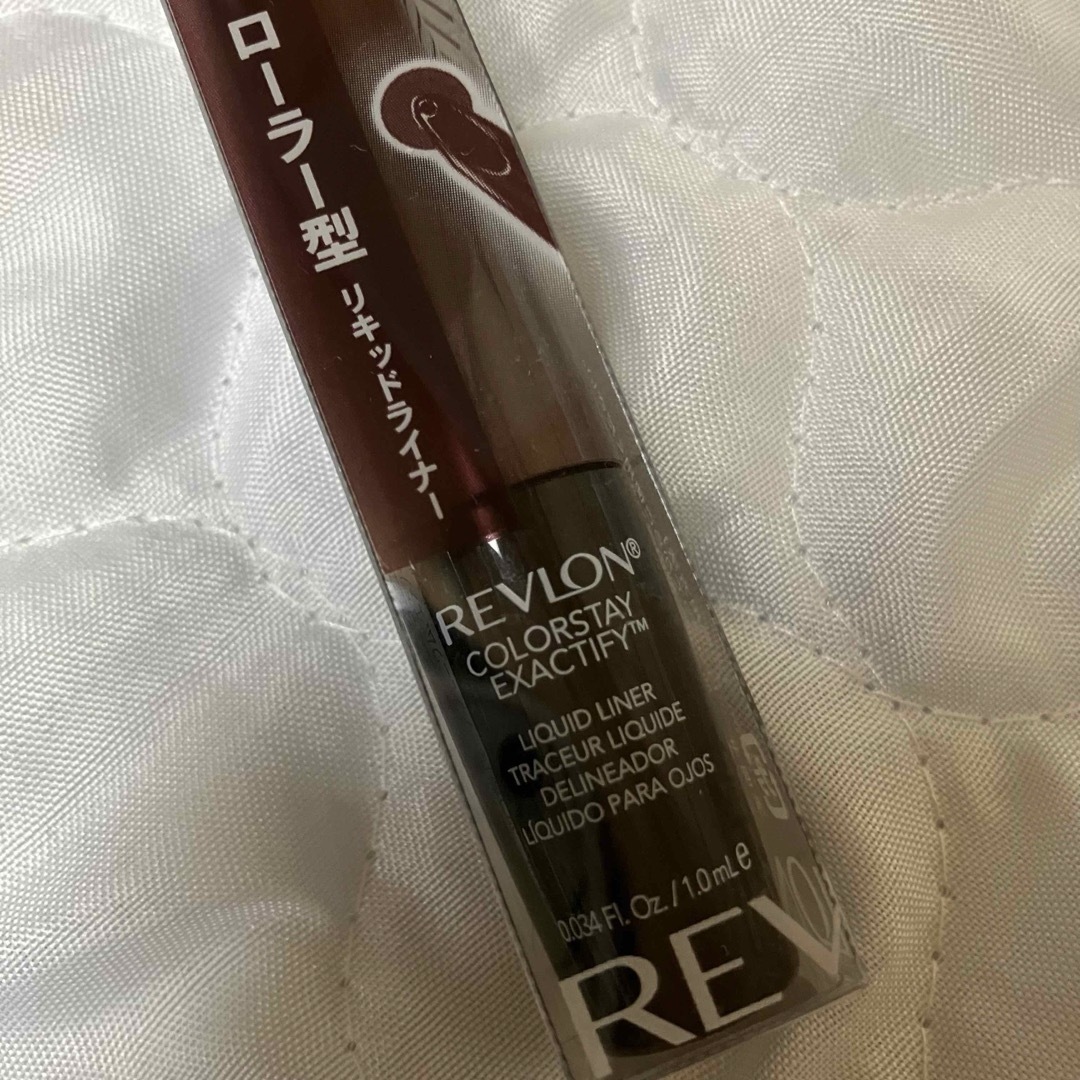 ローラー型
リキッドライナー
REVLON®
COLORSTAY
EXACTIFY™
LIQUID LINER
TRACEUR LIQUIDE
DELINEADOR
LÍQUIDO PARA OJOS
0.034 Fl. Oz. / 1.0 mL e
REV